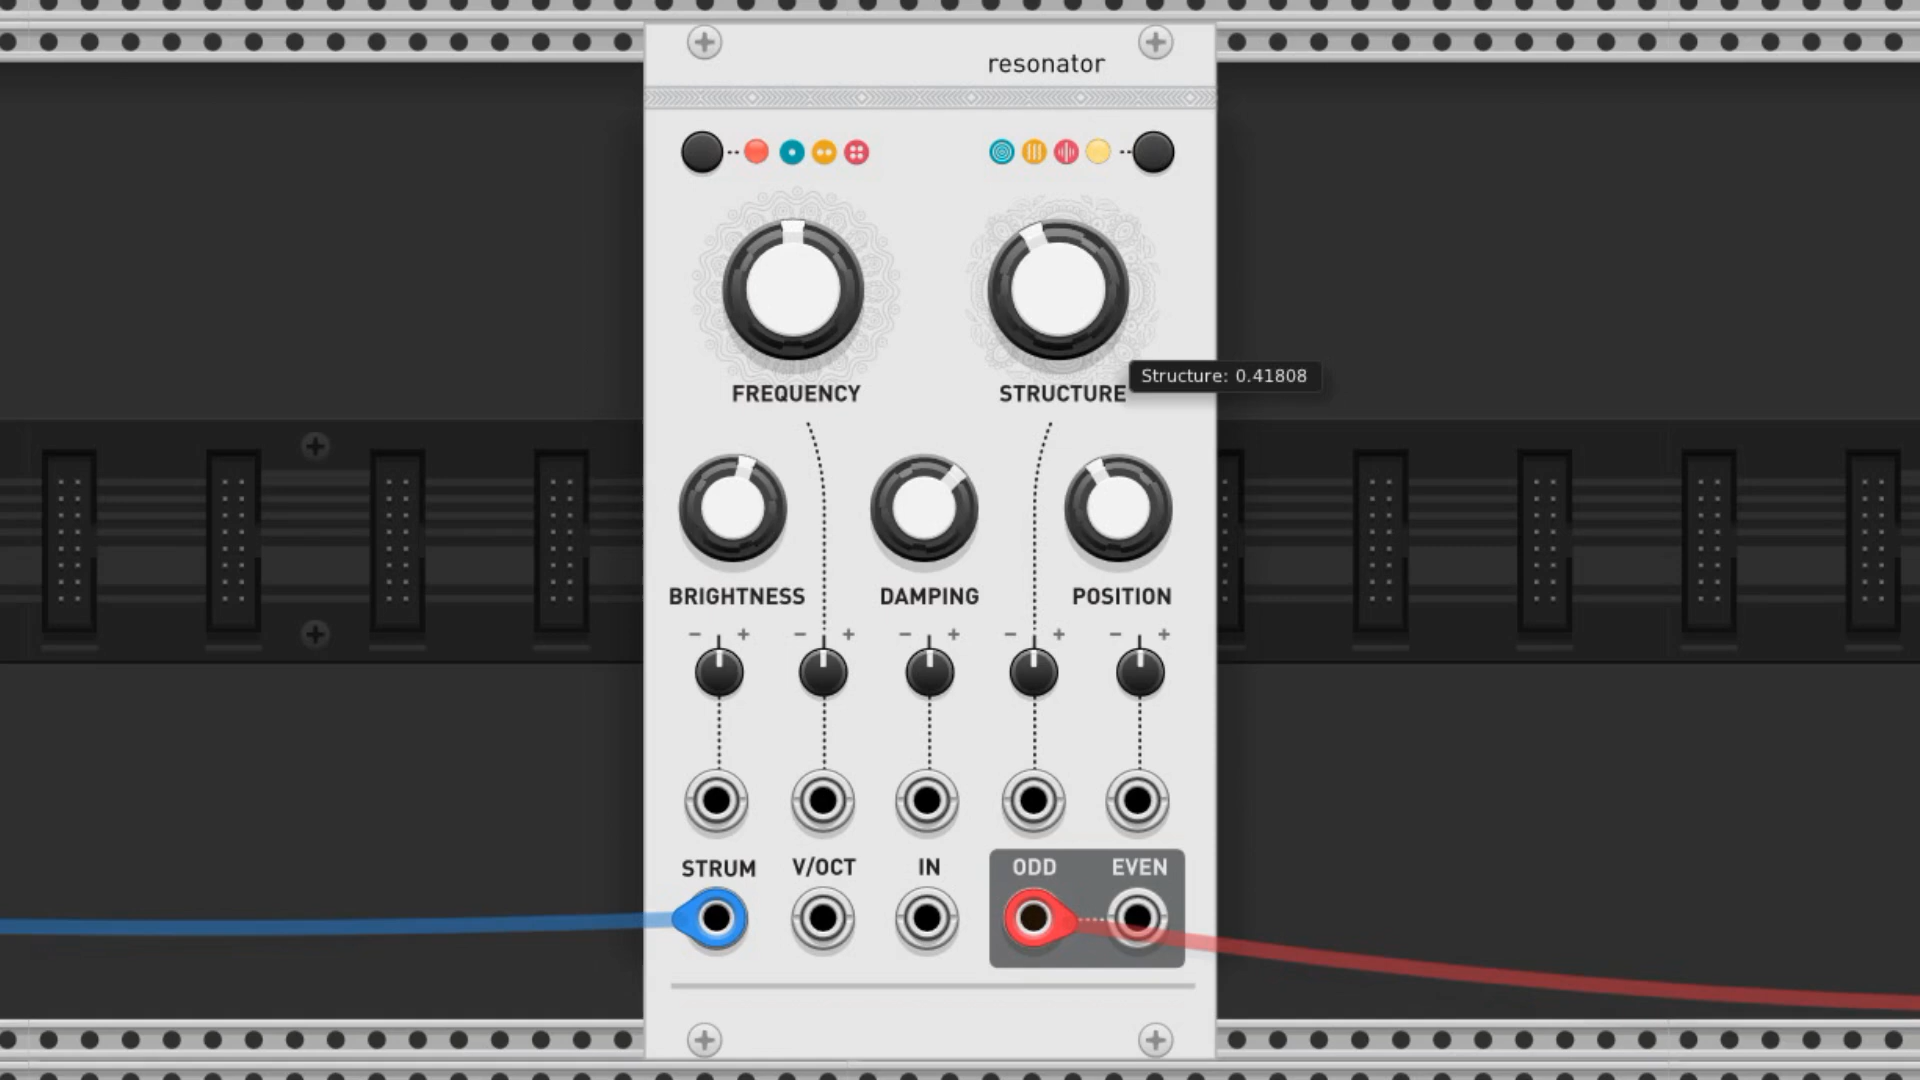 resonator
FREQUENCY
STRUCTURE
Structure: 0.41808
BRIGHTNESS
DAMPING
POSITION
− + − + − + − + − +
STRUM
V/OCT
IN
ODD
EVEN